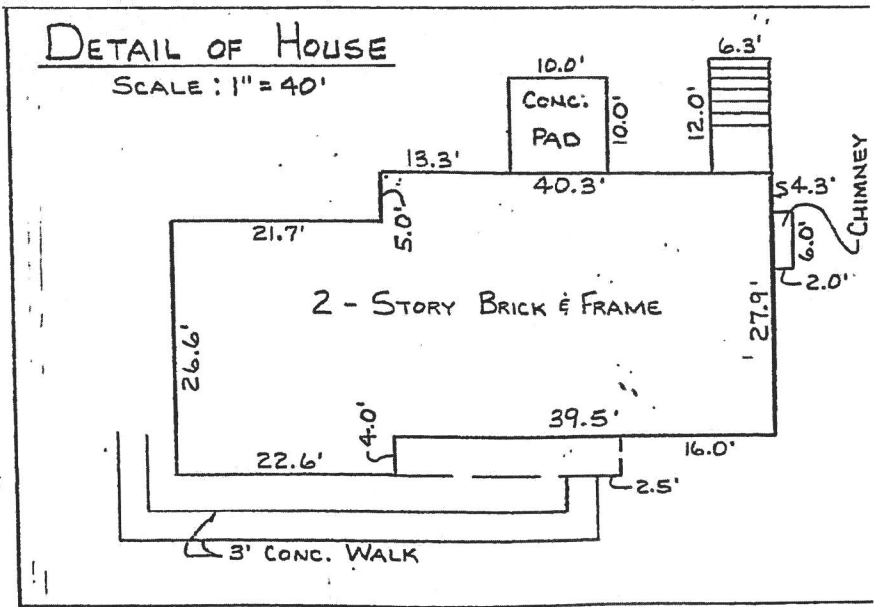 DETAIL OF HOUSE
SCALE: 1" = 40'
6.3'
10.0'
CONC.
PAD
10.0'
12.0'
13.3'
40.3'
4.3'
CHIMNEY
5.0'
21.7'
6.0'
2.0'
2 - STORY BRICK & FRAME
27.9'
26.6'
4.0'
39.5'
16.0'
22.6'
2.5'
3' CONC. WALK